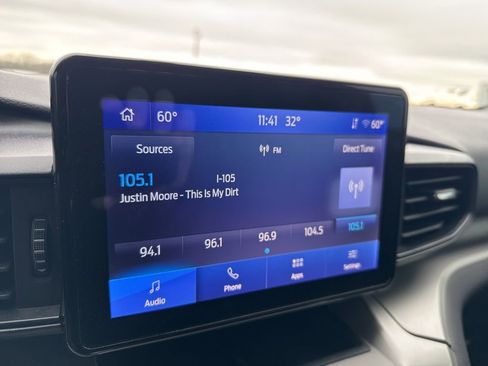 60° 11:41 32° 60°
Sources FM Direct Tune
105.1 I-105
Justin Moore - This Is My Dirt
94.1 96.1 96.9 104.5 105.1
Audio Phone Apps Settings